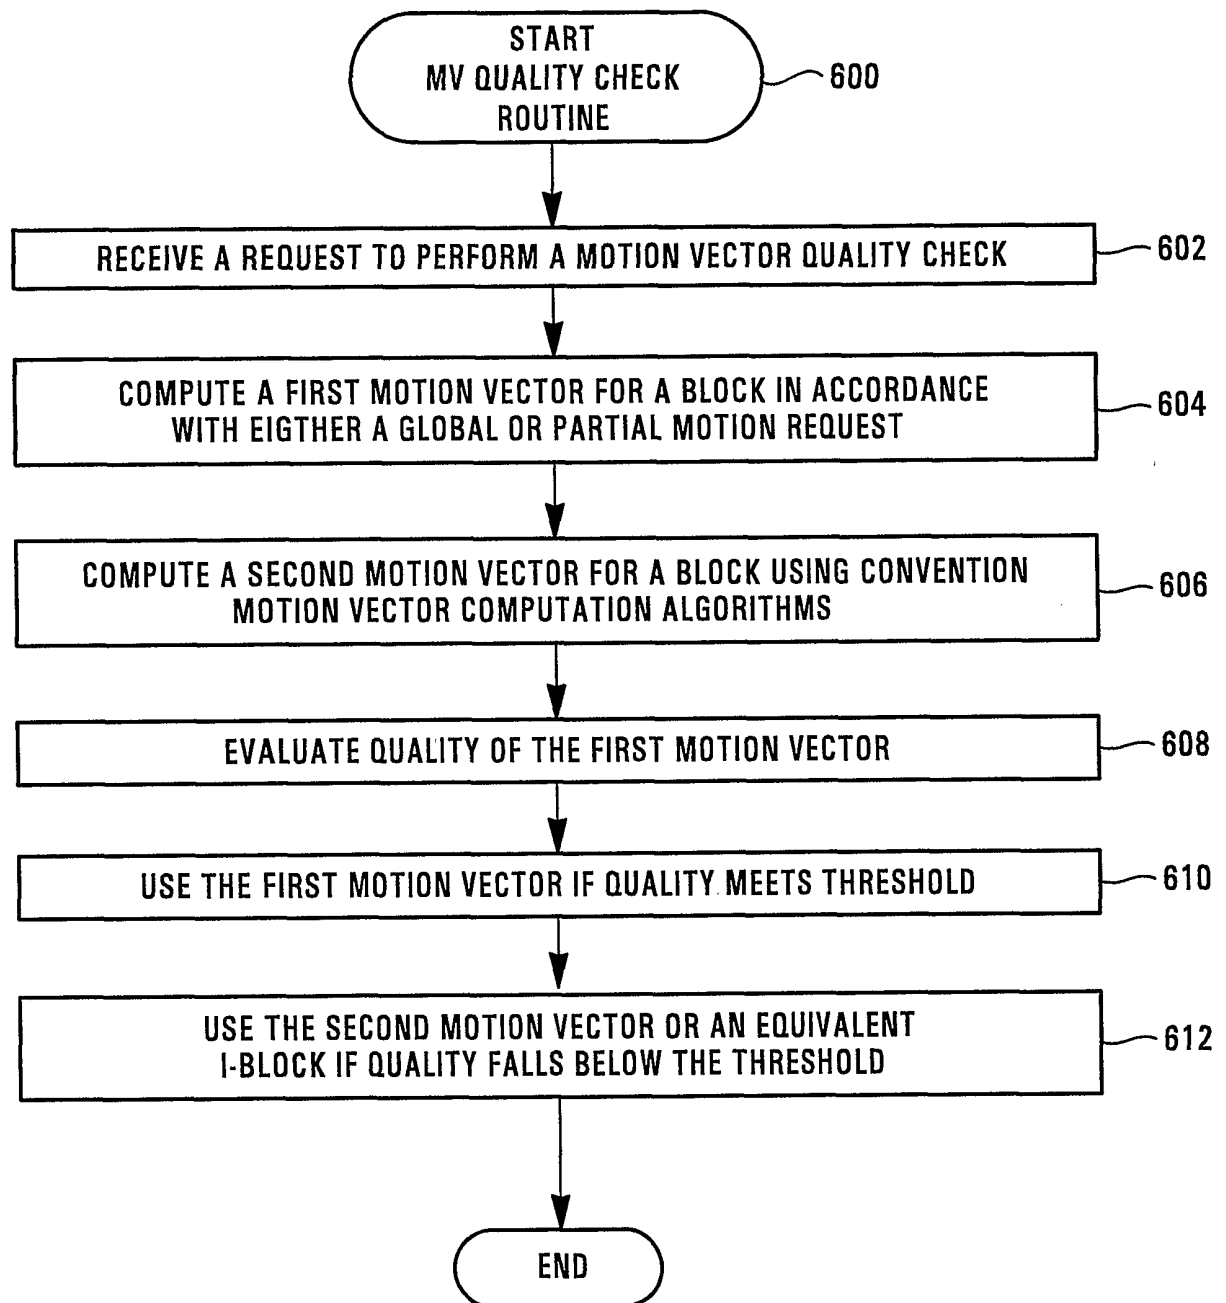 START
MV QUALITY CHECK
ROUTINE
600
RECEIVE A REQUEST TO PERFORM A MOTION VECTOR QUALITY CHECK
602
COMPUTE A FIRST MOTION VECTOR FOR A BLOCK IN ACCORDANCE
WITH EIGTHER A GLOBAL OR PARTIAL MOTION REQUEST
604
COMPUTE A SECOND MOTION VECTOR FOR A BLOCK USING CONVENTION
MOTION VECTOR COMPUTATION ALGORITHMS
606
EVALUATE QUALITY OF THE FIRST MOTION VECTOR
608
USE THE FIRST MOTION VECTOR IF QUALITY MEETS THRESHOLD
610
USE THE SECOND MOTION VECTOR OR AN EQUIVALENT
I-BLOCK IF QUALITY FALLS BELOW THE THRESHOLD
612
END